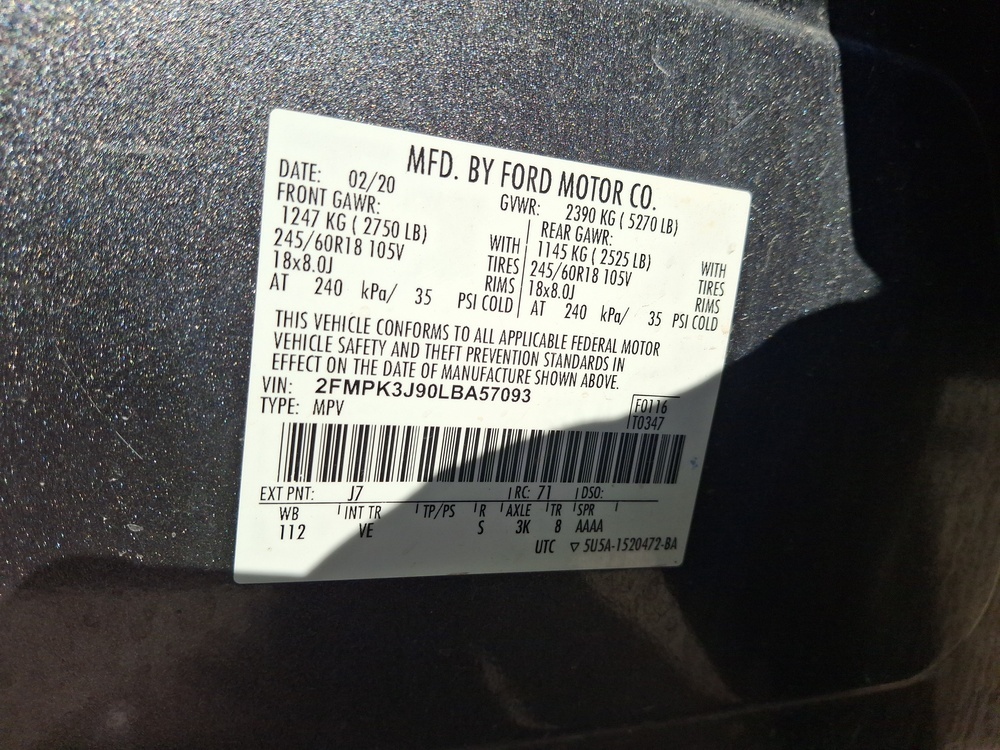 MFD. BY FORD MOTOR CO.
DATE: 02/20
GVWR: 2390 KG ( 5270 LB)
FRONT GAWR:
REAR GAWR:
1247 KG ( 2750 LB) WITH
1145 KG ( 2525 LB) WITH
245/60R18 105V TIRES
245/60R18 105V TIRES
18x8.0J RIMS
18x8.0J RIMS
AT 240 kPa/ 35 PSI COLD
AT 240 kPa/ 35 PSI COLD
THIS VEHICLE CONFORMS TO ALL APPLICABLE FEDERAL MOTOR
VEHICLE SAFETY AND THEFT PREVENTION STANDARDS IN
EFFECT ON THE DATE OF MANUFACTURE SHOWN ABOVE.
VIN: 2FMPK3J90LBA57093
TYPE: MPV
F0116
T0347
EXT PNT: J7 RC: 71 DSO:
WB INT TR TP/PS R AXLE TR SPR
112 VE S 3K 8 AAAA
UTC ▽ 5U5A-1520472-BA